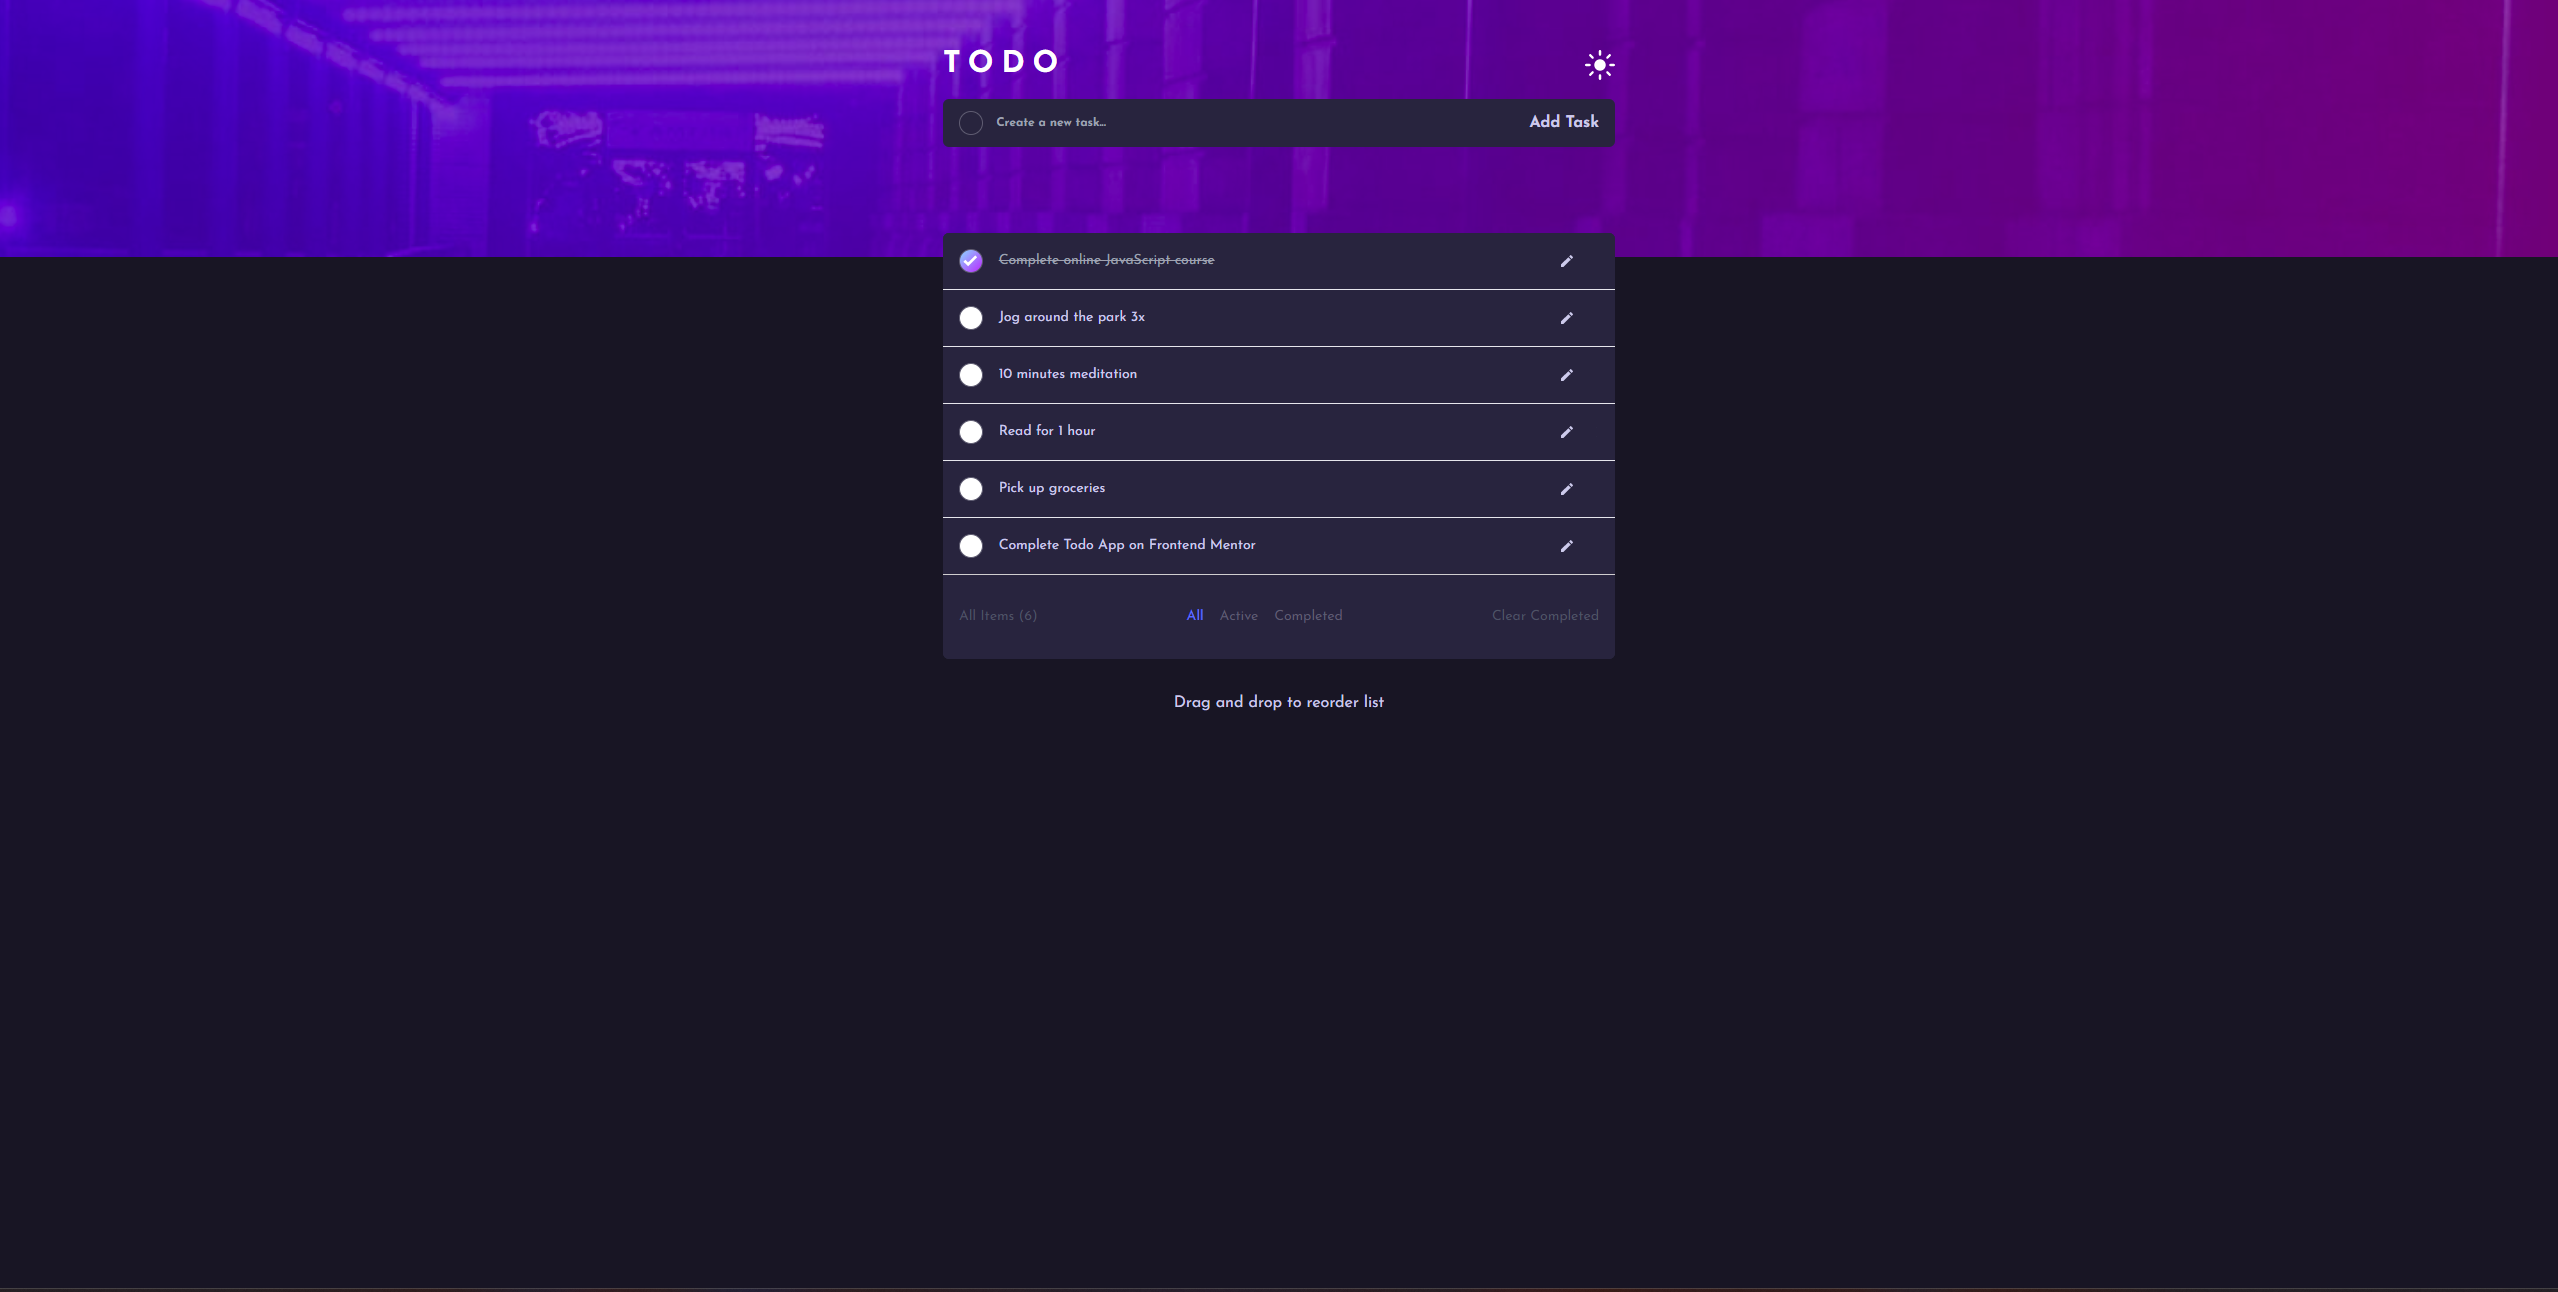 TODO
Create a new task...
Add Task
Complete online JavaScript course
Jog around the park 3x
10 minutes meditation
Read for 1 hour
Pick up groceries
Complete Todo App on Frontend Mentor
All Items (6)
All Active Completed
Clear Completed
Drag and drop to reorder list